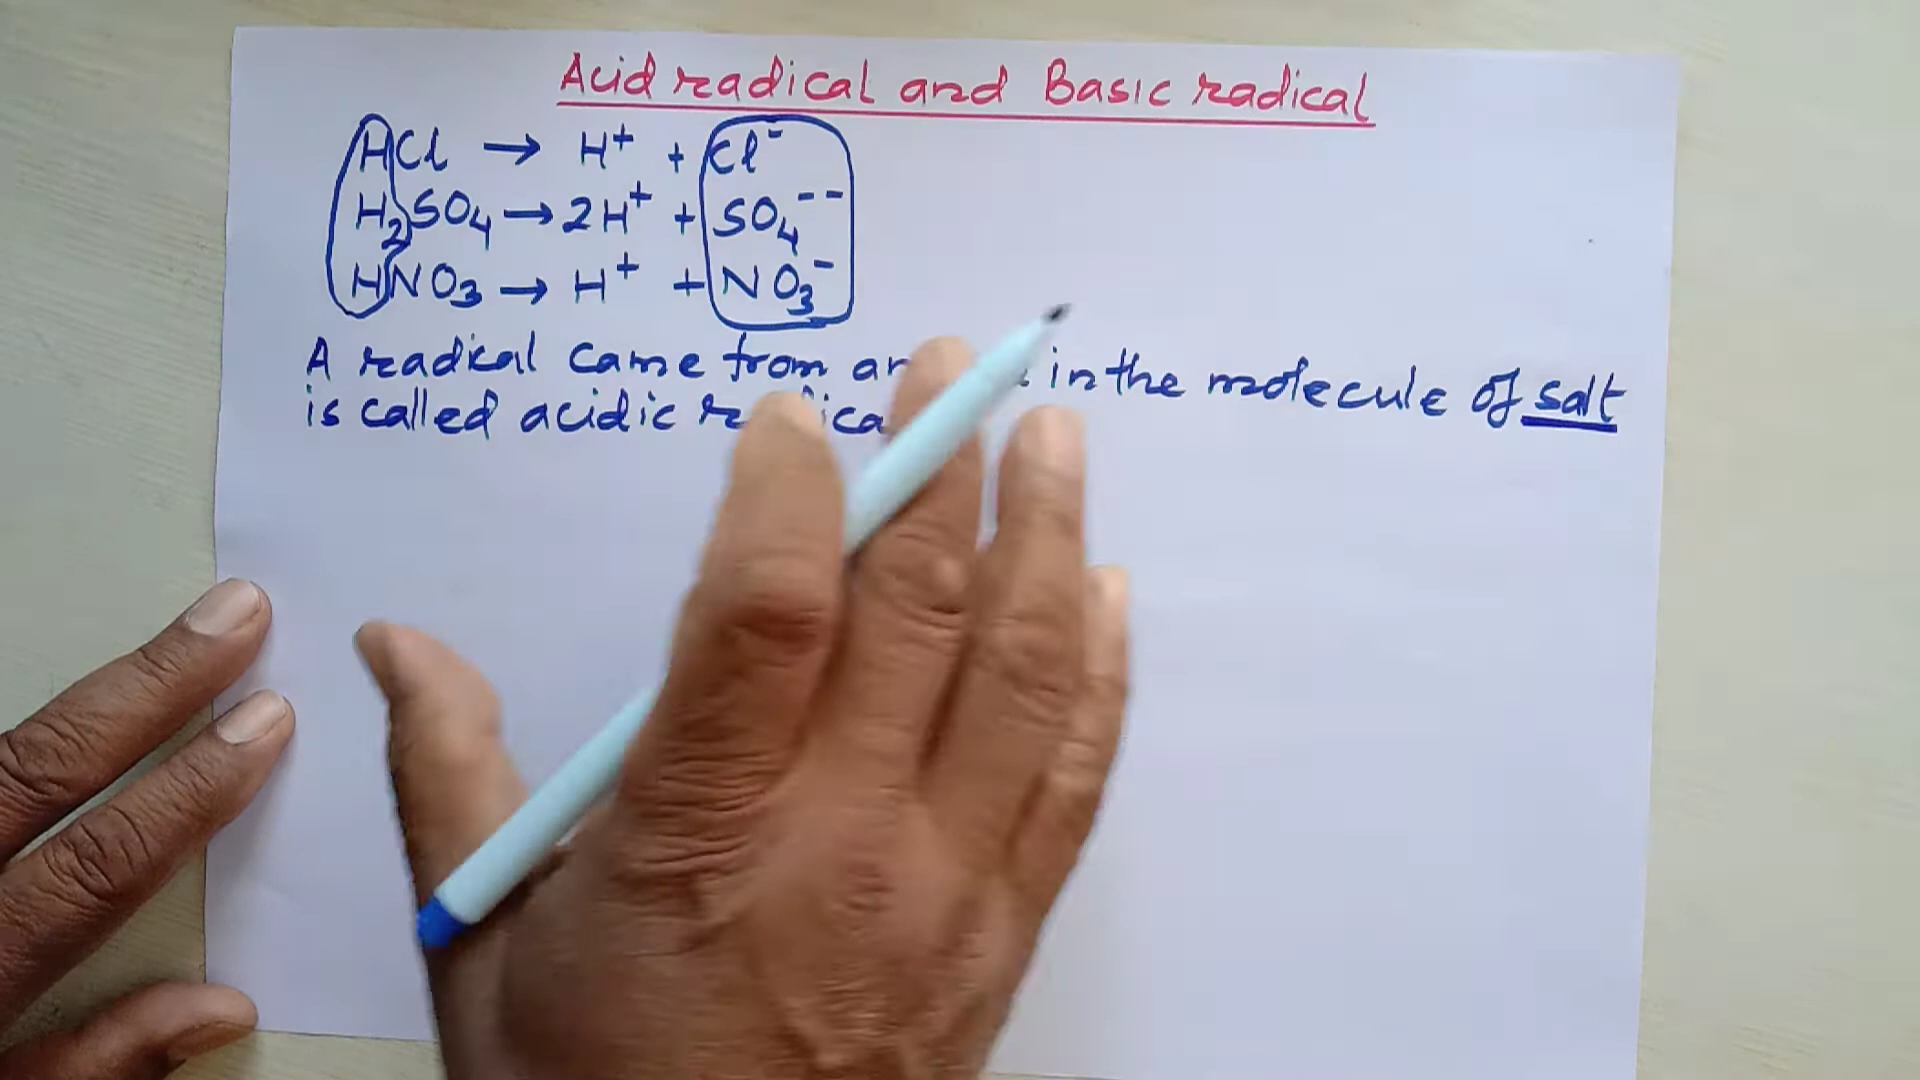 Acid radical and Basic radical
HCl → H⁺ + Cl⁻
H₂SO₄ → 2H⁺ + SO₄⁻⁻
HNO₃ → H⁺ + NO₃⁻
A radical came from in the molecule of salt
is called acidic